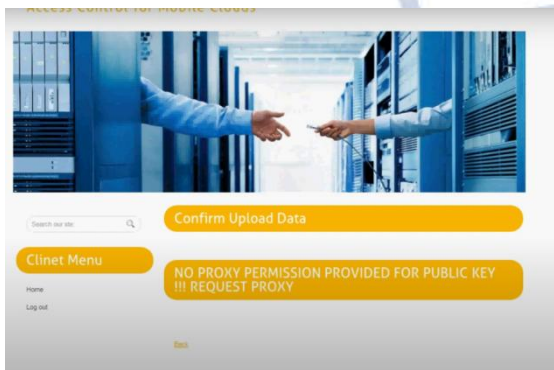 Access Control for Mobile Clouds
Search our site:
Confirm Upload Data
Clinet Menu
NO PROXY PERMISSION PROVIDED FOR PUBLIC KEY
!!! REQUEST PROXY
Home
Log out
Back